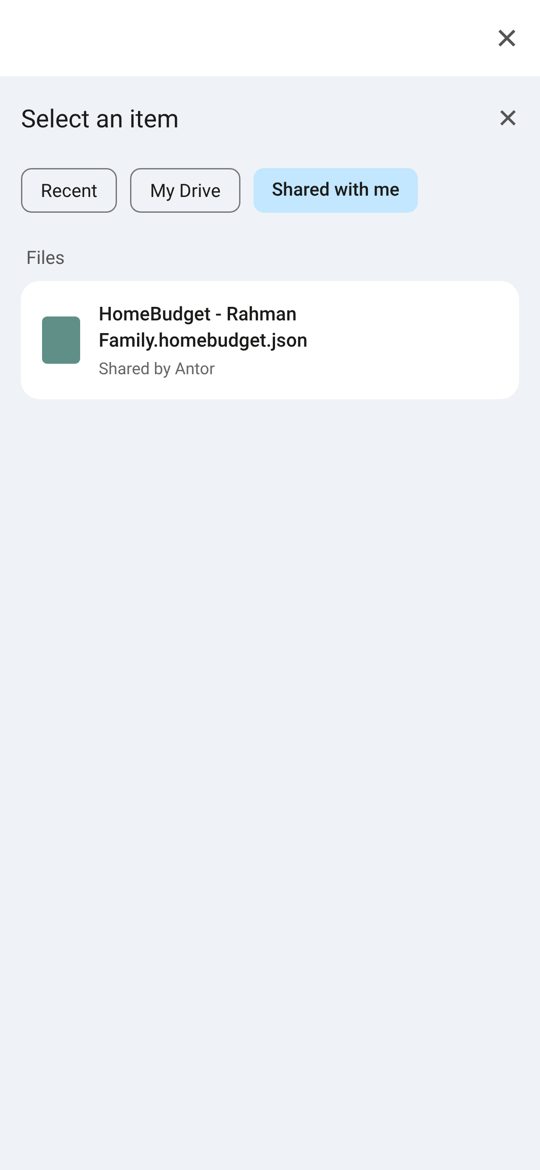 Select an item
Recent
My Drive
Shared with me
Files
HomeBudget - Rahman
Family.homebudget.json
Shared by Antor